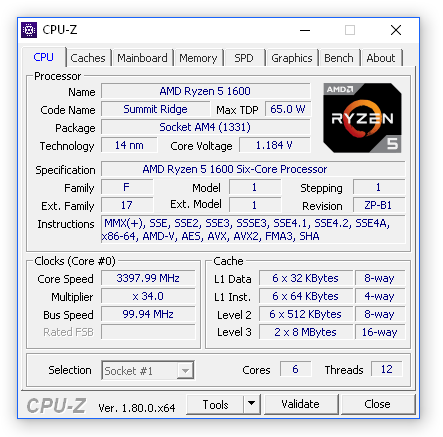 CPU-Z
CPU Caches Mainboard Memory SPD Graphics Bench About
Processor
Name AMD Ryzen 5 1600
Code Name Summit Ridge Max TDP 65.0 W
Package Socket AM4 (1331)
Technology 14 nm Core Voltage 1.184 V
AMD
RYZEN
5
Specification AMD Ryzen 5 1600 Six-Core Processor
Family F Model 1 Stepping 1
Ext. Family 17 Ext. Model 1 Revision ZP-B1
Instructions MMX(+), SSE, SSE2, SSE3, SSSE3, SSE4.1, SSE4.2, SSE4A,
x86-64, AMD-V, AES, AVX, AVX2, FMA3, SHA
Clocks (Core #0)
Core Speed 3397.99 MHz
Multiplier x 34.0
Bus Speed 99.94 MHz
Rated FSB
Cache
L1 Data 6 x 32 KBytes 8-way
L1 Inst. 6 x 64 KBytes 4-way
Level 2 6 x 512 KBytes 8-way
Level 3 2 x 8 MBytes 16-way
Selection Socket #1 Cores 6 Threads 12
CPU-Z Ver. 1.80.0.x64 Tools Validate Close